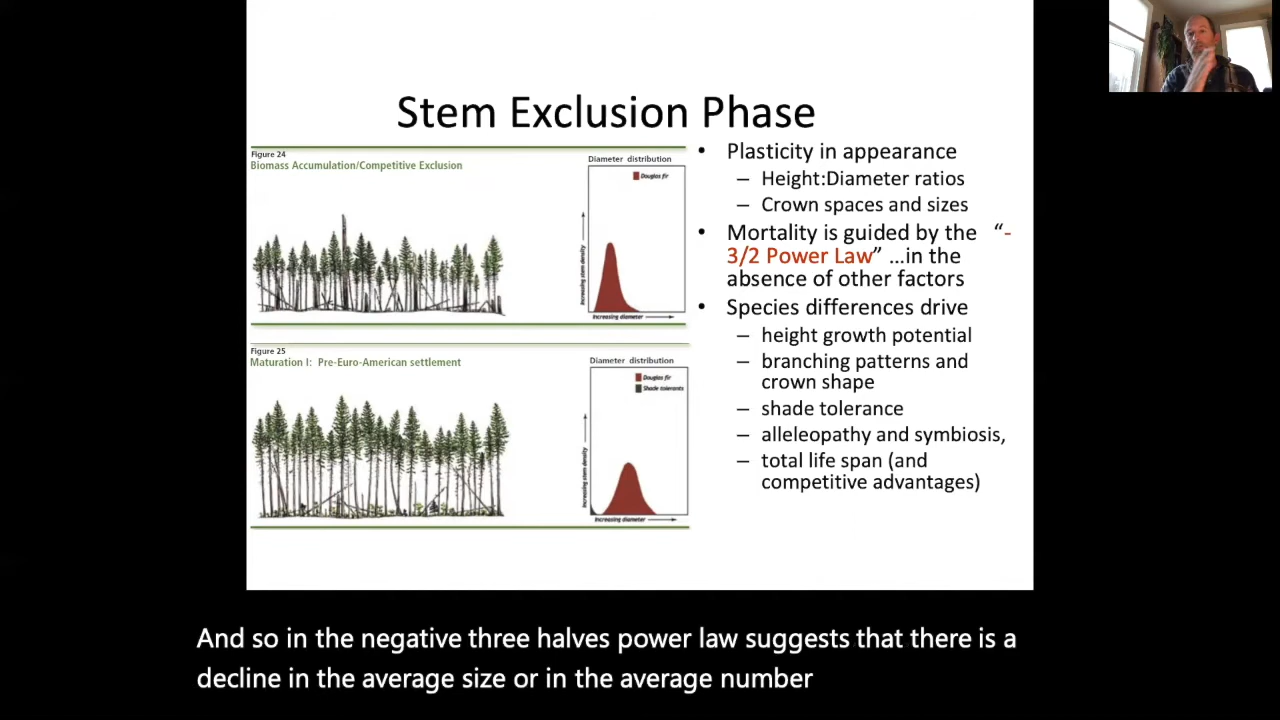 Stem Exclusion Phase
Figure 24
Biomass Accumulation/Competitive Exclusion
Diameter distribution
Douglas fir
Increasing stem density
Increasing diameter
Figure 25
Maturation I: Pre-Euro-American settlement
Diameter distribution
Douglas fir
Shade tolerants
Increasing stem density
Increasing diameter
• Plasticity in appearance
– Height:Diameter ratios
– Crown spaces and sizes
• Mortality is guided by the “-
3/2 Power Law” ...in the
absence of other factors
• Species differences drive
– height growth potential
– branching patterns and
crown shape
– shade tolerance
– alleleopathy and symbiosis,
– total life span (and
competitive advantages)
And so in the negative three halves power law suggests that there is a
decline in the average size or in the average number